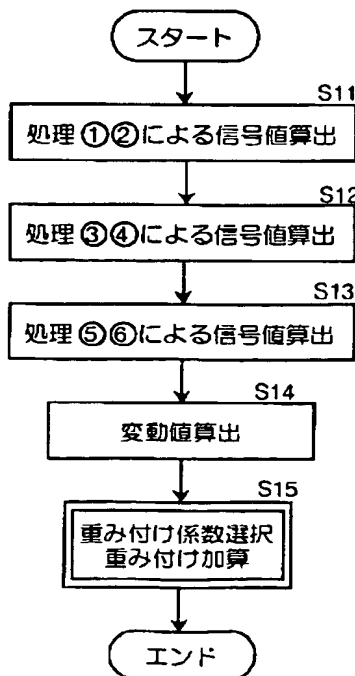 スタート
S11
処理①②による信号値算出
S12
処理③④による信号値算出
S13
処理⑤⑥による信号値算出
S14
変動値算出
S15
重み付け係数選択
重み付け加算
エンド